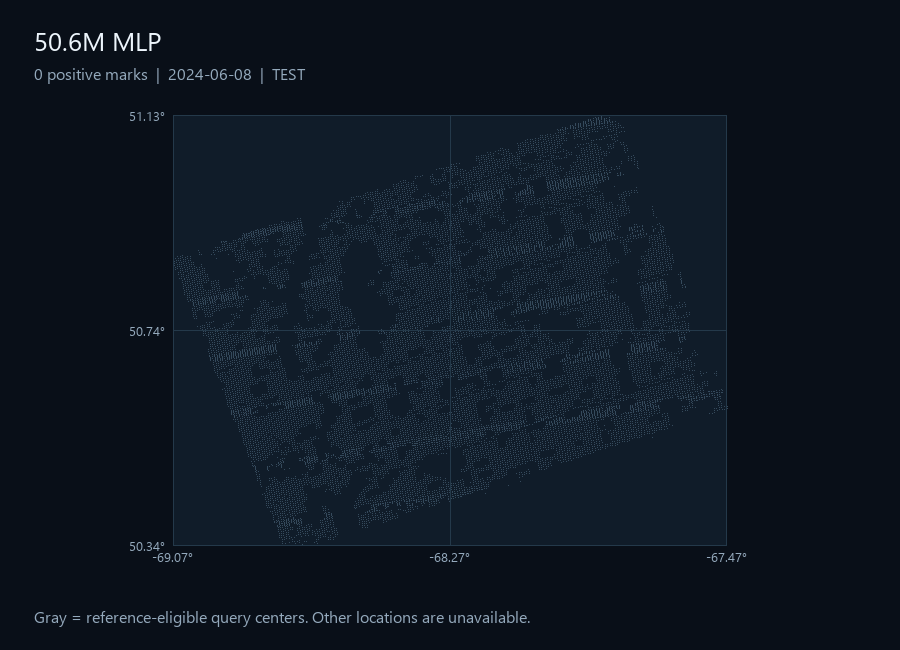 50.6M MLP
0 positive marks | 2024-06-08 | TEST
51.13°
50.74°
50.34°
-69.07°
-68.27°
-67.47°
Gray = reference-eligible query centers. Other locations are unavailable.